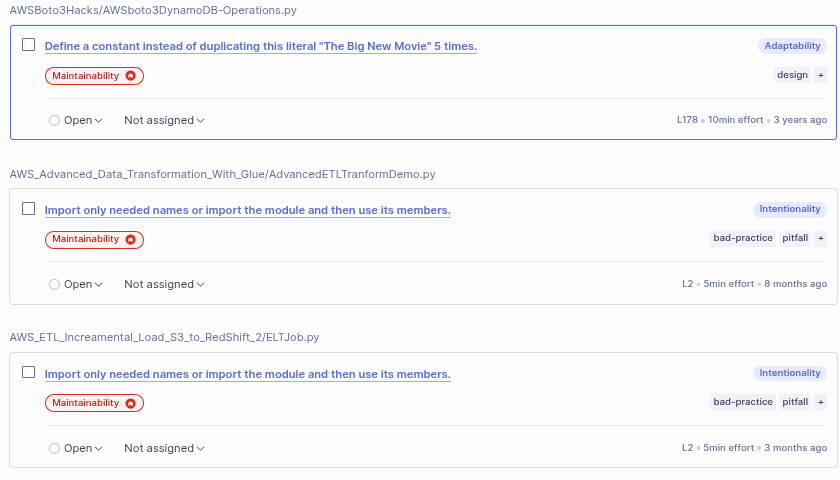 AWSBoto3Hacks/AWSboto3DynamoDB-Operations.py
Define a constant instead of duplicating this literal "The Big New Movie" 5 times.
Adaptability
Maintainability
design +
Open Not assigned
L178 • 10min effort • 3 years ago
AWS_Advanced_Data_Transformation_With_Glue/AdvancedETLTranformDemo.py
Import only needed names or import the module and then use its members.
Intentionality
Maintainability
bad-practice pitfall +
Open Not assigned
L2 • 5min effort • 8 months ago
AWS_ETL_Increamental_Load_S3_to_RedShift_2/ELTJob.py
Import only needed names or import the module and then use its members.
Intentionality
Maintainability
bad-practice pitfall +
Open Not assigned
L2 • 5min effort • 3 months ago